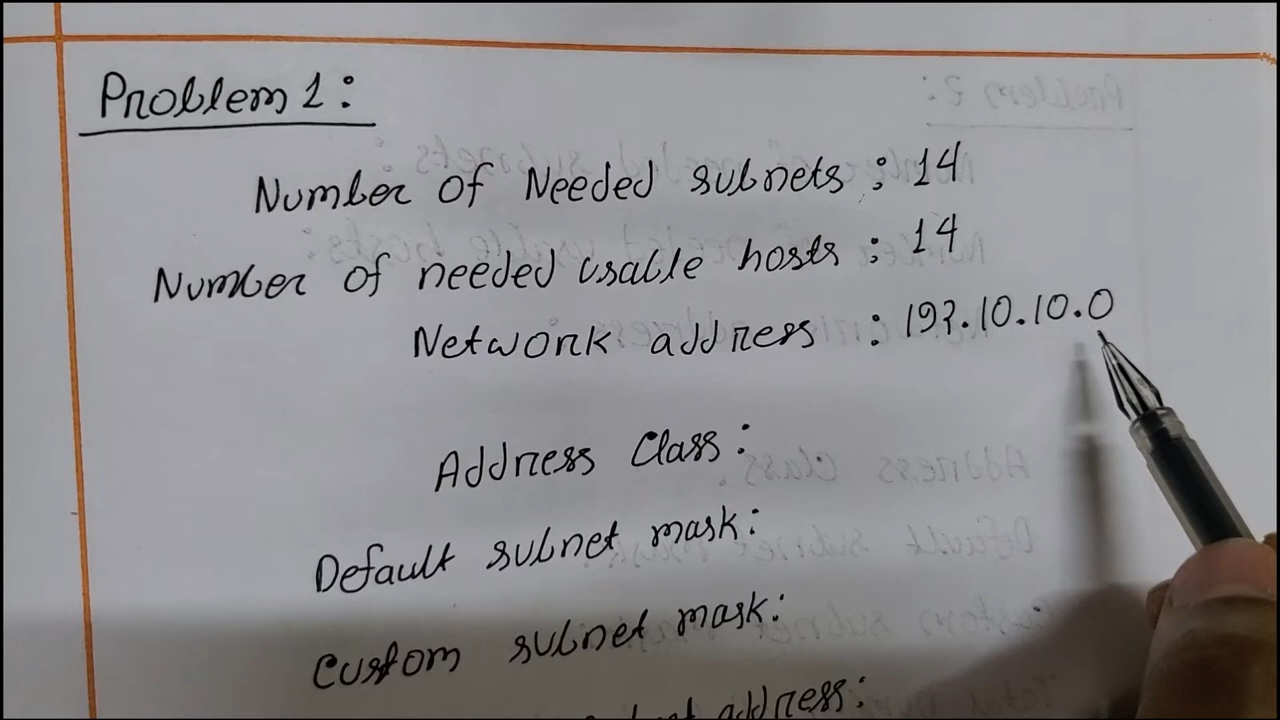 Problem 1:
Number of Needed subnets : 14
Number of needed usable hosts : 14
Network address : 192.10.10.0
Address Class:
Default subnet mask:
Custom subnet mask:
address: